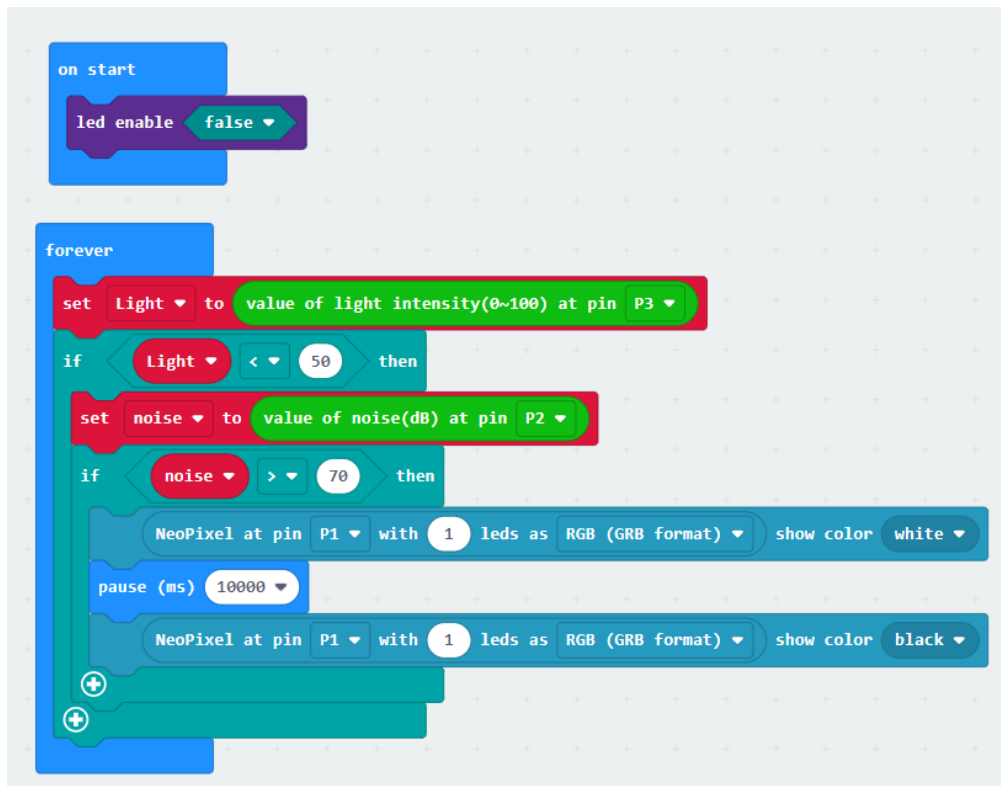 on start
led enable false
forever
set Light to value of light intensity(0~100) at pin P3
if Light < 50 then
set noise to value of noise(dB) at pin P2
if noise > 70 then
NeoPixel at pin P1 with 1 leds as RGB (GRB format) show color white
pause (ms) 10000
NeoPixel at pin P1 with 1 leds as RGB (GRB format) show color black